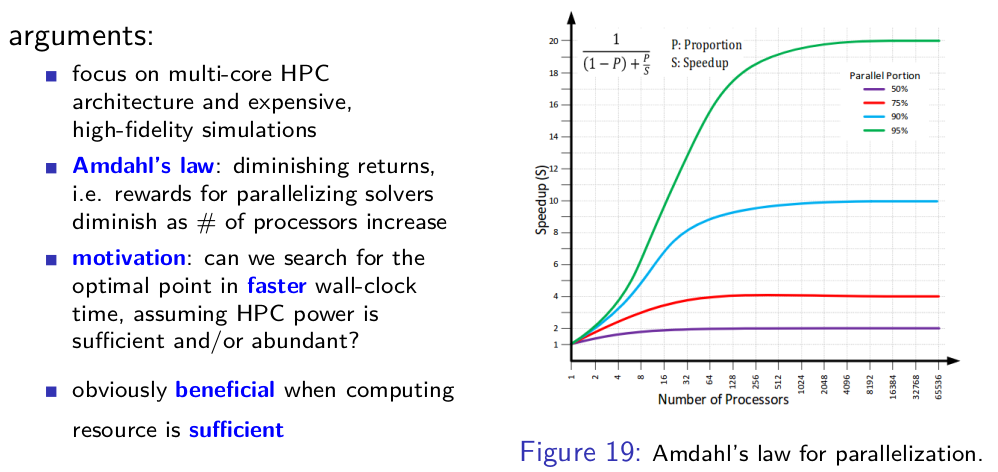 arguments:
focus on multi-core HPC
architecture and expensive,
high-fidelity simulations
Amdahl's law: diminishing returns,
i.e. rewards for parallelizing solvers
diminish as # of processors increase
motivation: can we search for the
optimal point in faster wall-clock
time, assuming HPC power is
sufficient and/or abundant?
obviously beneficial when computing
resource is sufficient
1
(1 − P) + P/S
P: Proportion
S: Speedup
Parallel Portion
50%
75%
90%
95%
Speedup (S)
20
18
16
14
12
10
8
6
4
2
1
1 2 4 8 16 32 64 128 256 512 1024 2048 4096 8192 16384 32768 65536
Number of Processors
Figure 19: Amdahl's law for parallelization.